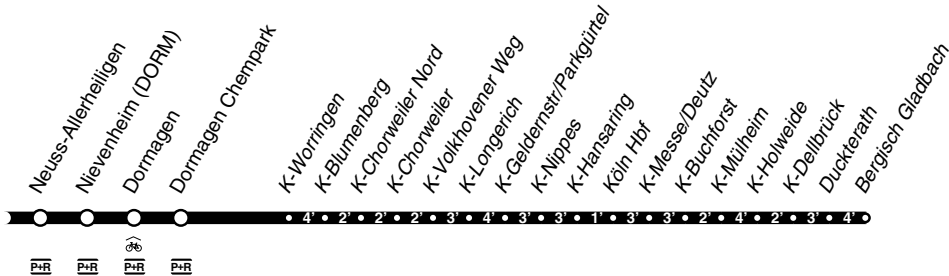 Neuss-Allerheiligen
Nievenheim (DORM)
Dormagen
Dormagen Chempark
K-Worringen
K-Blumenberg
K-Chorweiler Nord
K-Chorweiler
K-Volkhovener Weg
K-Longerich
K-Geldernstr/Parkgürtel
K-Nippes
K-Hansaring
Köln Hbf
K-Messe/Deutz
K-Buchforst
K-Mülheim
K-Holweide
K-Dellbrück
Duckterath
Bergisch Gladbach
4' 2' 2' 2' 3' 4' 3' 3' 1' 3' 3' 2' 4' 2' 3' 4'
P+R P+R P+R P+R